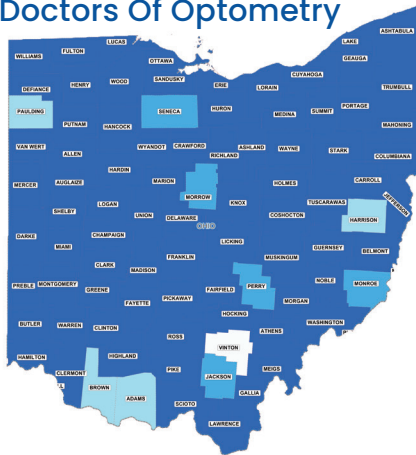 Doctors Of Optometry
ASHTABULA
LAKE
LUCAS
GEAUGA
FULTON
WILLIAMS
OTTAWA
CUYAHOGA
WOOD
SANDUSKY
ERIE
LORAIN
TRUMBULL
HENRY
DEFIANCE
PORTAGE
PAULDING
SENECA
HURON
MEDINA
SUMMIT
PUTNAM
HANCOCK
MAHONING
VAN WERT
WYANDOT
CRAWFORD
ASHLAND
WAYNE
STARK
ALLEN
RICHLAND
COLUMBIANA
HARDIN
MERCER
AUGLAIZE
MARION
HOLMES
CARROLL
MORROW
JEFFERSON
LOGAN
KNOX
TUSCARAWAS
SHELBY
UNION
DELAWARE
COSHOCTON
HARRISON
OHIO
DARKE
CHAMPAIGN
LICKING
MIAMI
GUERNSEY
BELMONT
FRANKLIN
MUSKINGUM
CLARK
MADISON
PREBLE
MONTGOMERY
GREENE
FAIRFIELD
PERRY
NOBLE
MONROE
FAYETTE
PICKAWAY
MORGAN
HOCKING
BUTLER
WARREN
CLINTON
WASHINGTON
ATHENS
ROSS
VINTON
HAMILTON
HIGHLAND
CLERMONT
PIKE
MEIGS
JACKSON
BROWN
ADAMS
GALLIA
SCIOTO
LAWRENCE